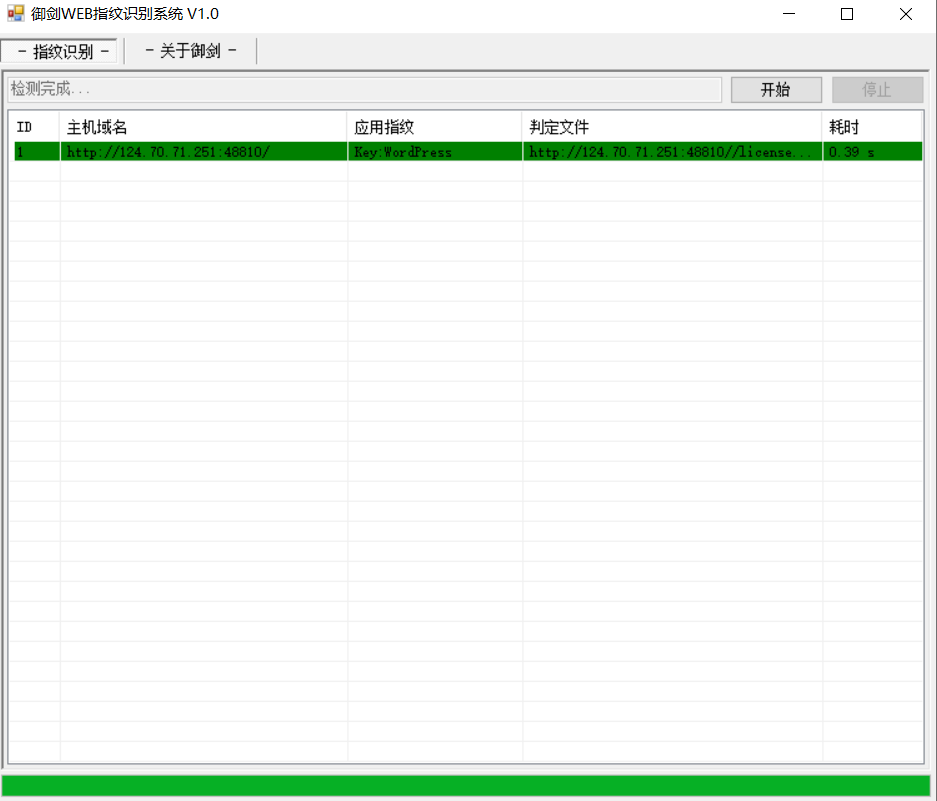 御剑WEB指纹识别系统 V1.0
- 指纹识别 - - 关于御剑 -
检测完成... 开始 停止
ID 主机域名 应用指纹 判定文件 耗时
1 http://124.70.71.251:48810/ Key:WordPress http://124.70.71.251:48810//license... 0.39 s